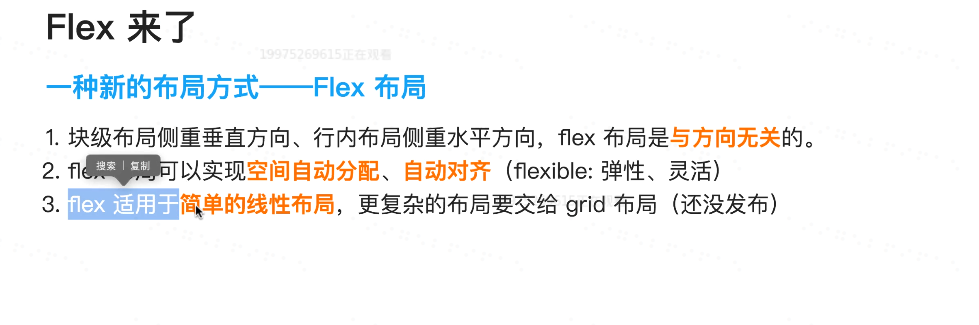 Flex 来了
19975269615正在观看
一种新的布局方式——Flex 布局
1. 块级布局侧重垂直方向、行内布局侧重水平方向，flex 布局是与方向无关的。
搜索 | 复制
2. flex 布局可以实现空间自动分配、自动对齐（flexible: 弹性、灵活）
3. flex 适用于简单的线性布局，更复杂的布局要交给 grid 布局（还没发布）